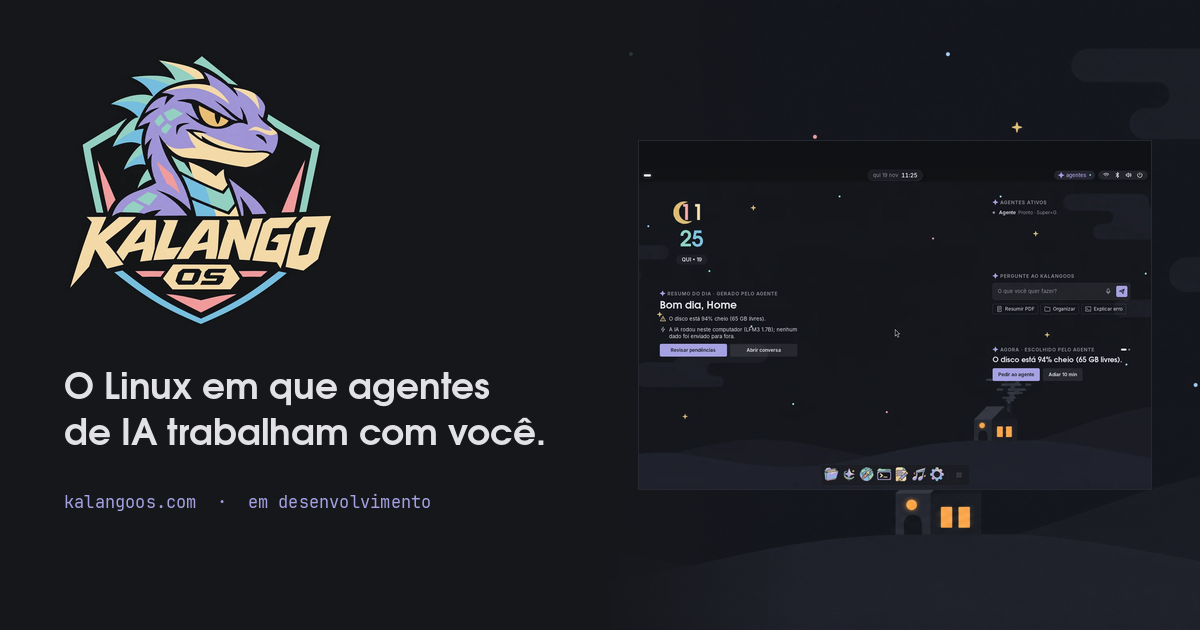 KALANGO
OS
O Linux em que agentes
de IA trabalham com você.
kalangoos.com · em desenvolvimento
qui 19 nov 11:25
agentes
11
25
QUI • 19
RESUMO DO DIA · GERADO PELO AGENTE
Bom dia, Home
O disco está 94% cheio (65 GB livres).
A IA rodou neste computador (LFM3 1.7B); nenhum
dado foi enviado para fora.
Revisar pendências
Abrir conversa
AGENTES ATIVOS
Agente Pronto · Super+G
PERGUNTE AO KALANGOOS
O que você quer fazer?
Resumir PDF
Organizar
Explicar erro
AGORA · ESCOLHIDO PELO AGENTE
O disco está 94% cheio (65 GB livres).
Pedir ao agente
Adiar 10 min